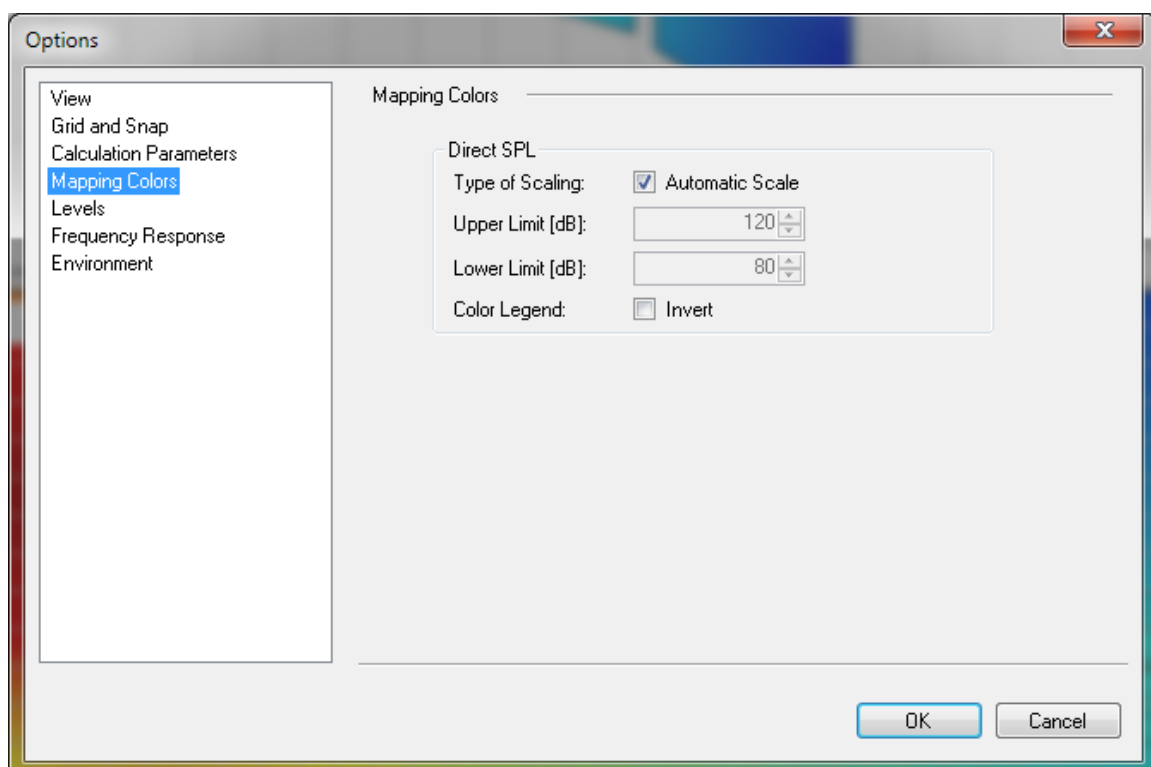 Options
View
Grid and Snap
Calculation Parameters
Mapping Colors
Levels
Frequency Response
Environment
Mapping Colors
Direct SPL
Type of Scaling: Automatic Scale
Upper Limit [dB]: 120
Lower Limit [dB]: 80
Color Legend: Invert
OK Cancel